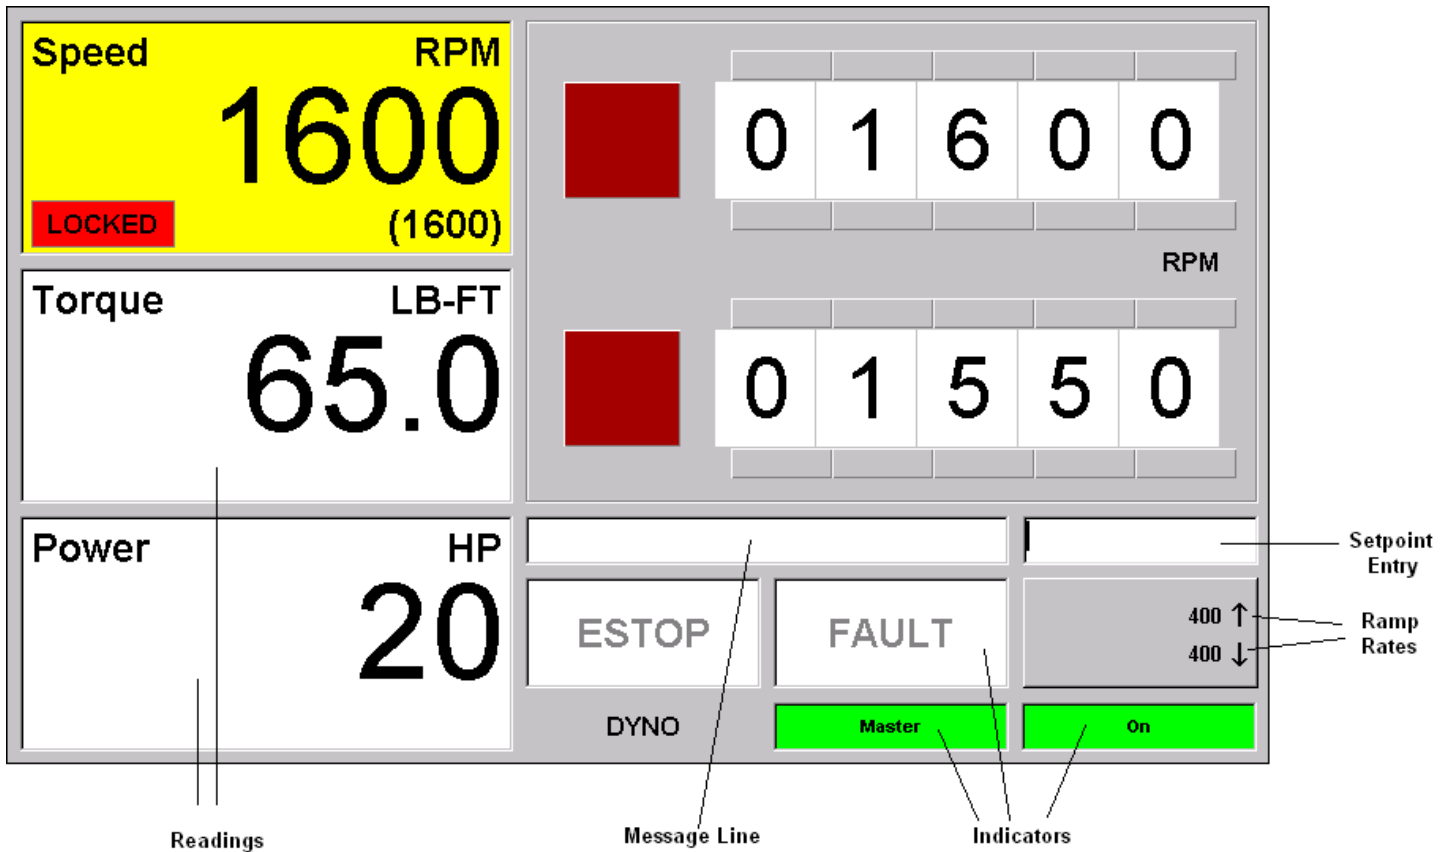 Speed RPM
1600
LOCKED (1600)
0 1 6 0 0
RPM
Torque LB-FT
65.0
0 1 5 5 0
Power HP
20
Setpoint
Entry
ESTOP FAULT
400 ↑
400 ↓
Ramp
Rates
DYNO Master On
Readings
Message Line
Indicators